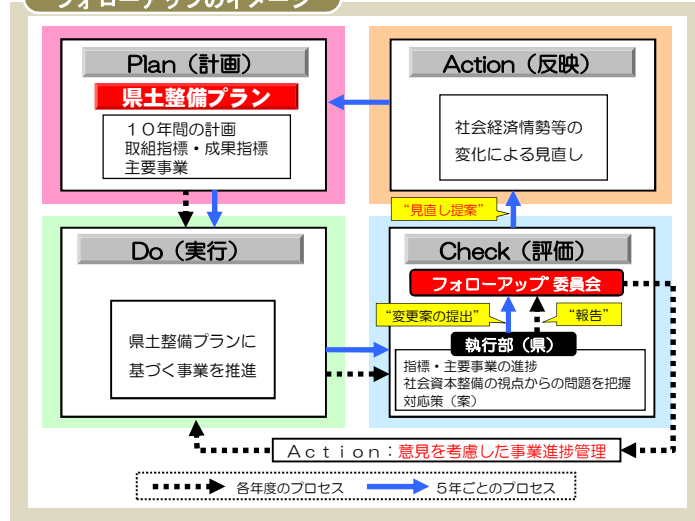 フォローアップのイメージ
Plan（計画）
県土整備プラン
１０年間の計画
取組指標・成果指標
主要事業
Action（反映）
社会経済情勢等の
変化による見直し
“見直し提案”
Do（実行）
県土整備プランに
基づく事業を推進
Check（評価）
フォローアップ 委員会
“変更案の提出”
“報告”
執行部（県）
指標・主要事業の進捗
社会資本整備の視点からの問題を把握
対応策（案）
Ａｃｔｉｏｎ：意見を考慮した事業進捗管理
各年度のプロセス
５年ごとのプロセス